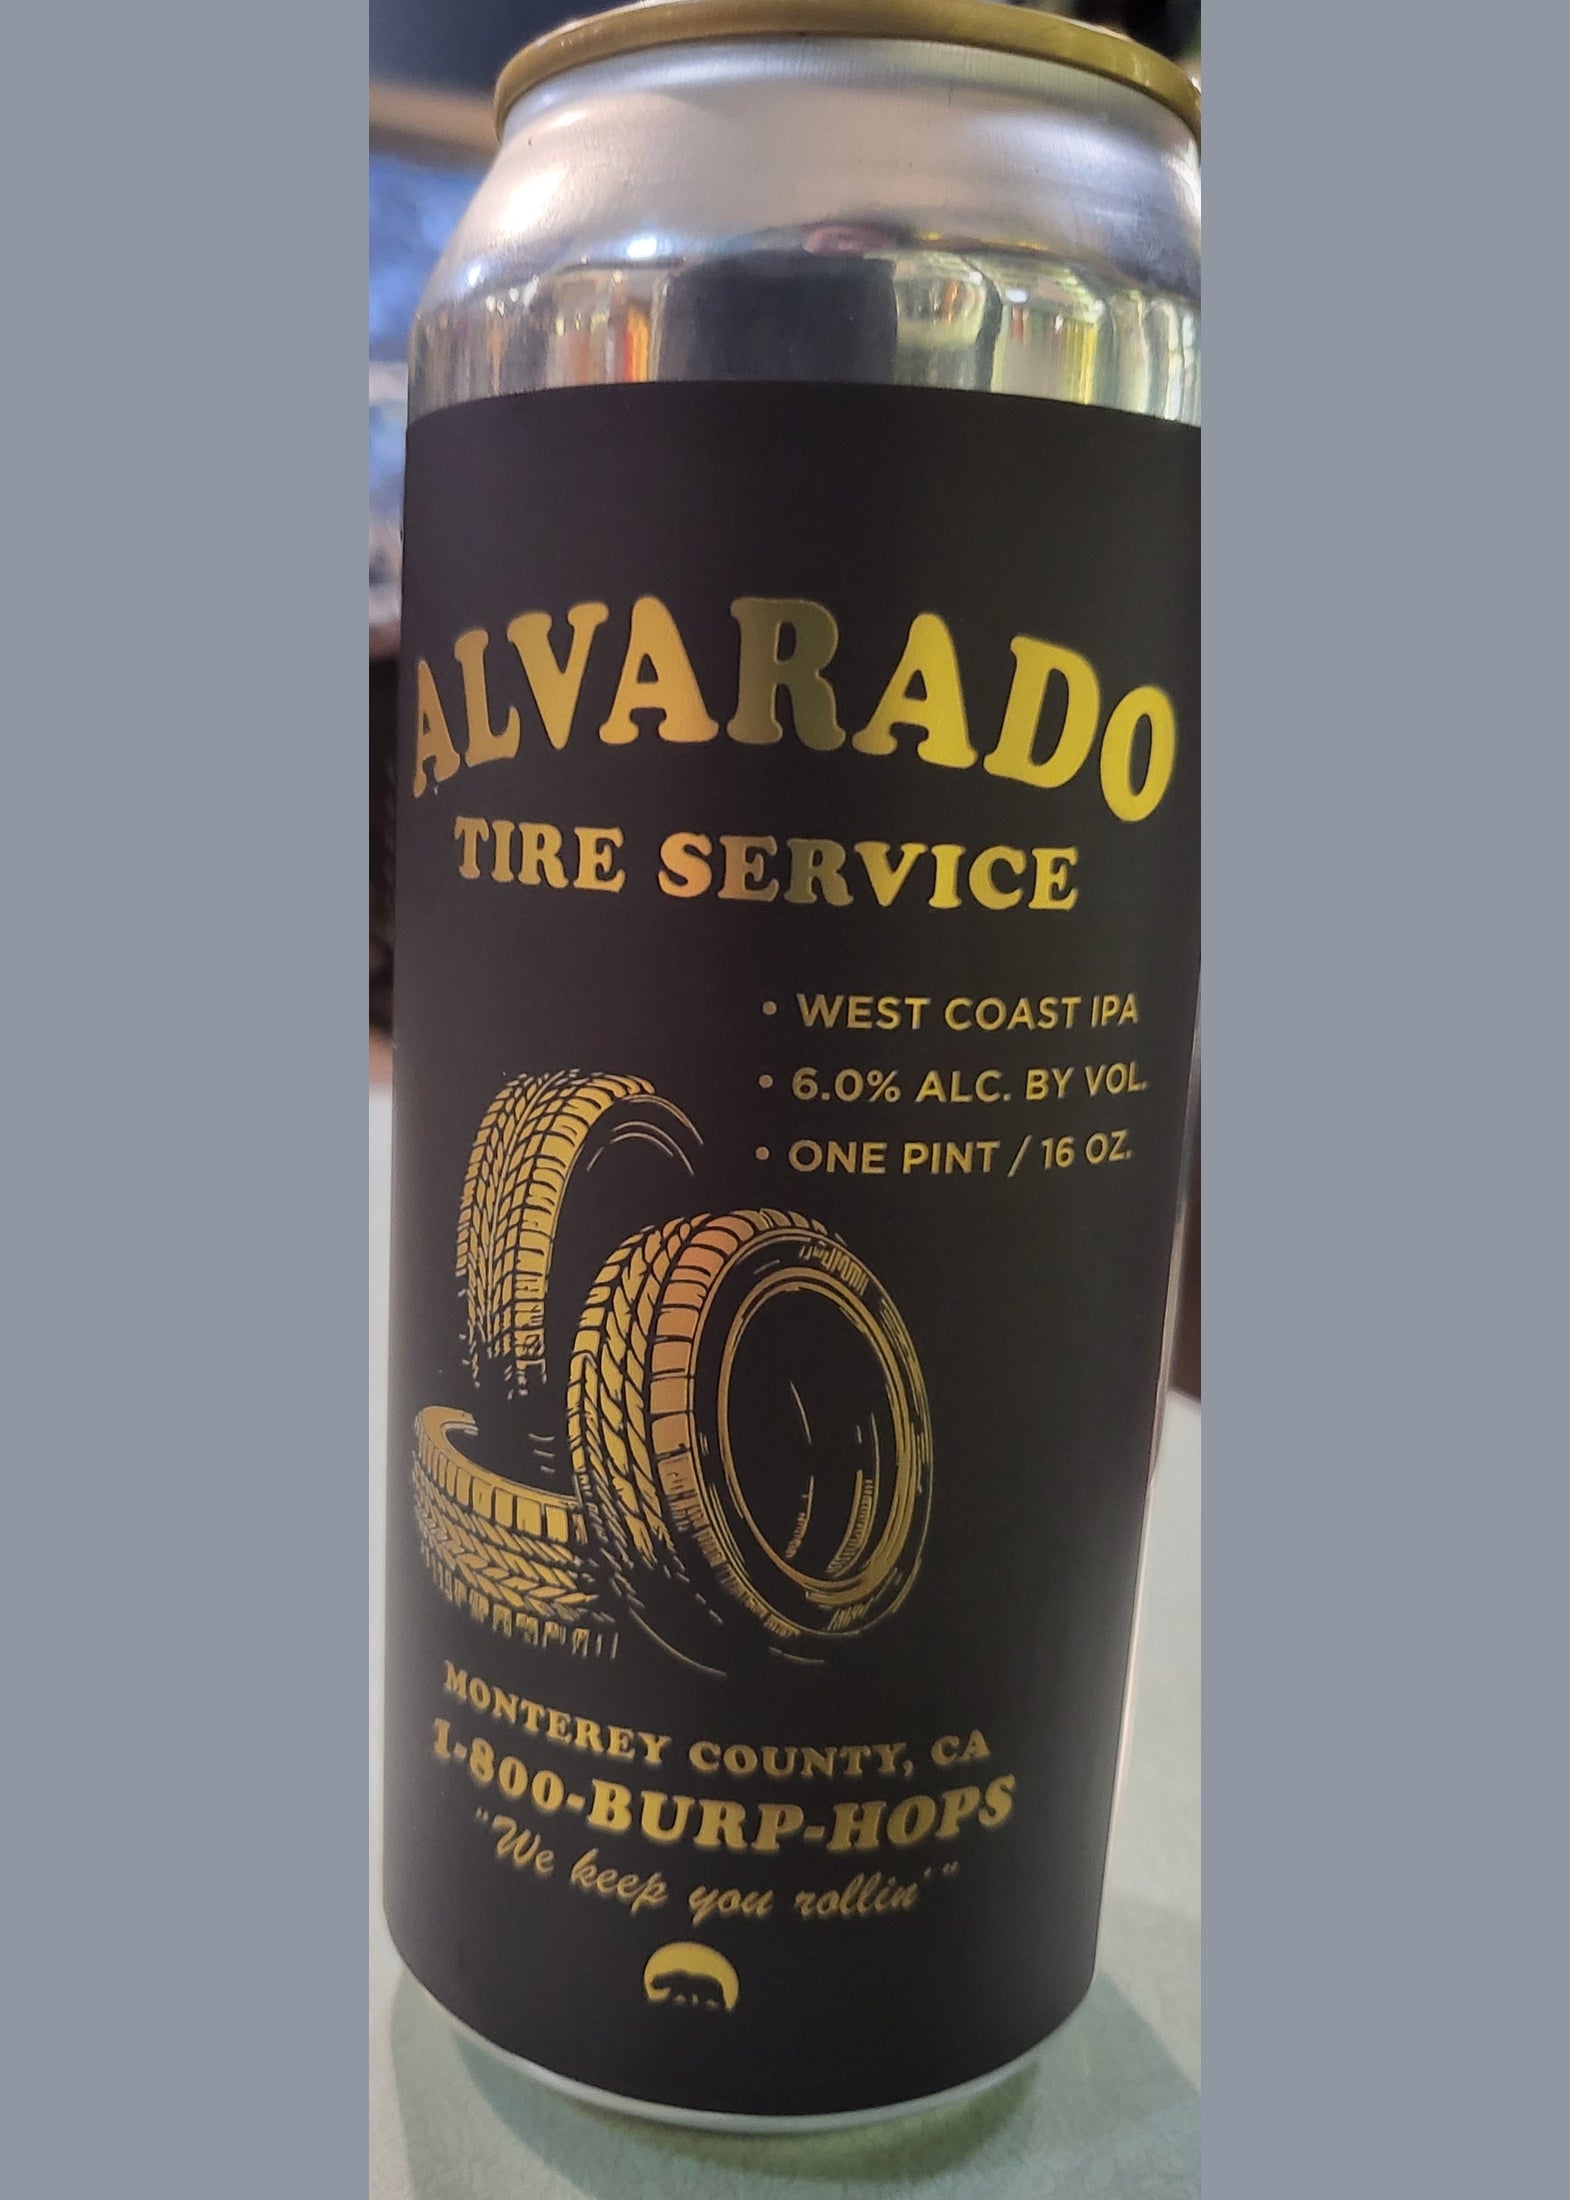 ALVARADO
TIRE SERVICE
• WEST COAST IPA
• 6.0% ALC. BY VOL.
• ONE PINT / 16 OZ.
MONTEREY COUNTY, CA
1-800-BURP-HOPS
"We keep you rollin'"